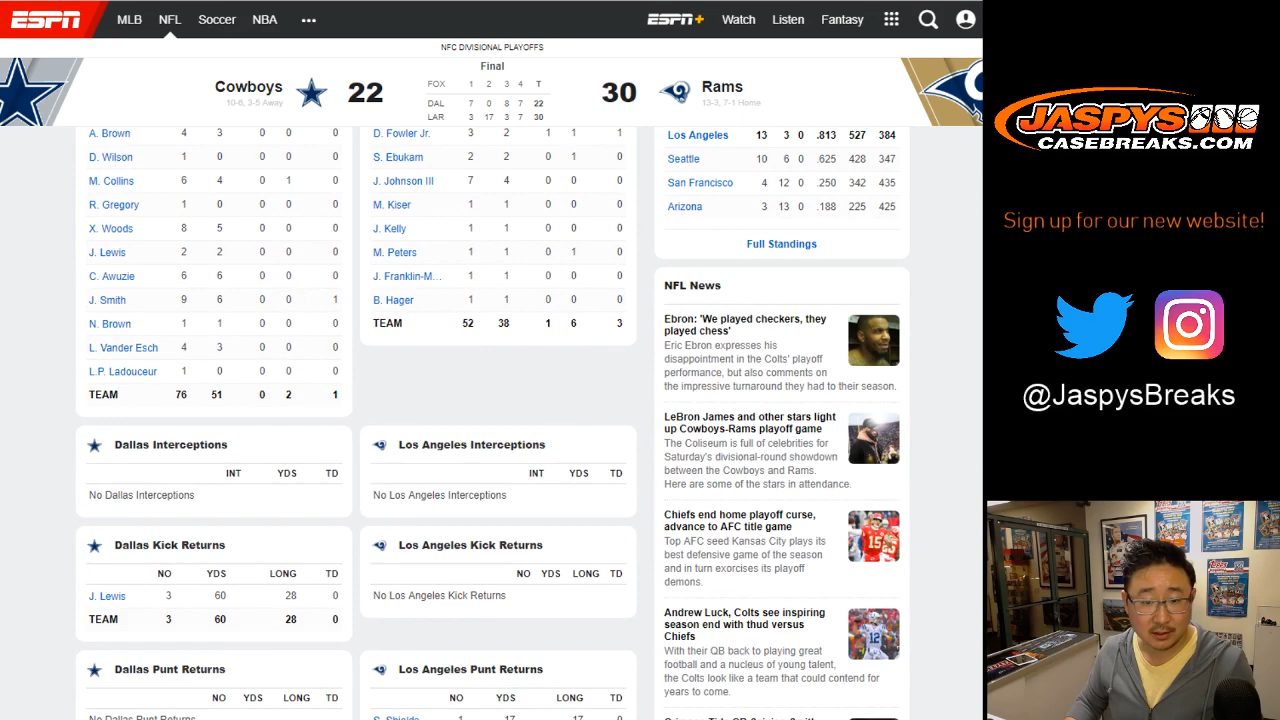 ESPN MLB NFL Soccer NBA ••• ESPN+ Watch Listen Fantasy
NFC DIVISIONAL PLAYOFFS
Final
Cowboys 22
10-6, 3-5 Away
FOX 1 2 3 4 T
DAL 7 0 8 7 22
LAR 3 17 3 7 30
30 Rams
13-3, 7-1 Home
A. Brown 4 3 0 0 0
D. Wilson 1 0 0 0 0
M. Collins 6 4 0 1 0
R. Gregory 1 0 0 0 0
X. Woods 8 5 0 0 0
J. Lewis 2 2 0 0 0
C. Awuzie 6 6 0 0 0
J. Smith 9 6 0 0 1
N. Brown 1 1 0 0 0
L. Vander Esch 4 3 0 0 0
L.P. Ladouceur 1 0 0 0 0
TEAM 76 51 0 2 1
D. Fowler Jr. 3 2 1 1 1
S. Ebukam 2 2 0 1 0
J. Johnson III 7 4 0 0 0
M. Kiser 1 1 0 0 0
J. Kelly 1 1 0 0 0
M. Peters 1 1 0 1 0
J. Franklin-M... 1 1 0 0 0
B. Hager 1 1 0 0 0
TEAM 52 38 1 6 3
Dallas Interceptions
INT YDS TD
No Dallas Interceptions
Los Angeles Interceptions
INT YDS TD
No Los Angeles Interceptions
Dallas Kick Returns
NO YDS LONG TD
J. Lewis 3 60 28 0
TEAM 3 60 28 0
Los Angeles Kick Returns
NO YDS LONG TD
No Los Angeles Kick Returns
Dallas Punt Returns
NO YDS LONG TD
No Dallas Punt Returns
Los Angeles Punt Returns
NO YDS LONG TD
S. Shields 1 17 17 0
Los Angeles 13 3 0 .813 527 384
Seattle 10 6 0 .625 428 347
San Francisco 4 12 0 .250 342 435
Arizona 3 13 0 .188 225 425
Full Standings
NFL News
Ebron: 'We played checkers, they
played chess'
Eric Ebron expresses his
disappointment in the Colts' playoff
performance, but also comments on
the impressive turnaround they had to their season.
LeBron James and other stars light
up Cowboys-Rams playoff game
The Coliseum is full of celebrities for
Saturday's divisional-round showdown
between the Cowboys and Rams.
Here are some of the stars in attendance.
Chiefs end home playoff curse,
advance to AFC title game
Top AFC seed Kansas City plays its
best defensive game of the season
and in turn exorcises its playoff
demons.
Andrew Luck, Colts see inspiring
season end with thud versus
Chiefs
With their QB back to playing great
football and a nucleus of young talent,
the Colts look like a team that could contend for
years to come.
JASPYS
CASEBREAKS.COM
Sign up for our new website!
@JaspysBreaks